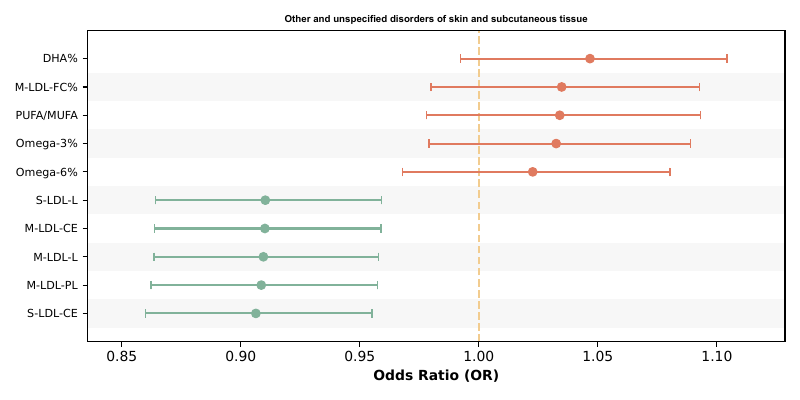 Other and unspecified disorders of skin and subcutaneous tissue
DHA%
M-LDL-FC%
PUFA/MUFA
Omega-3%
Omega-6%
S-LDL-L
M-LDL-CE
M-LDL-L
M-LDL-PL
S-LDL-CE
0.85 0.90 0.95 1.00 1.05 1.10
Odds Ratio (OR)